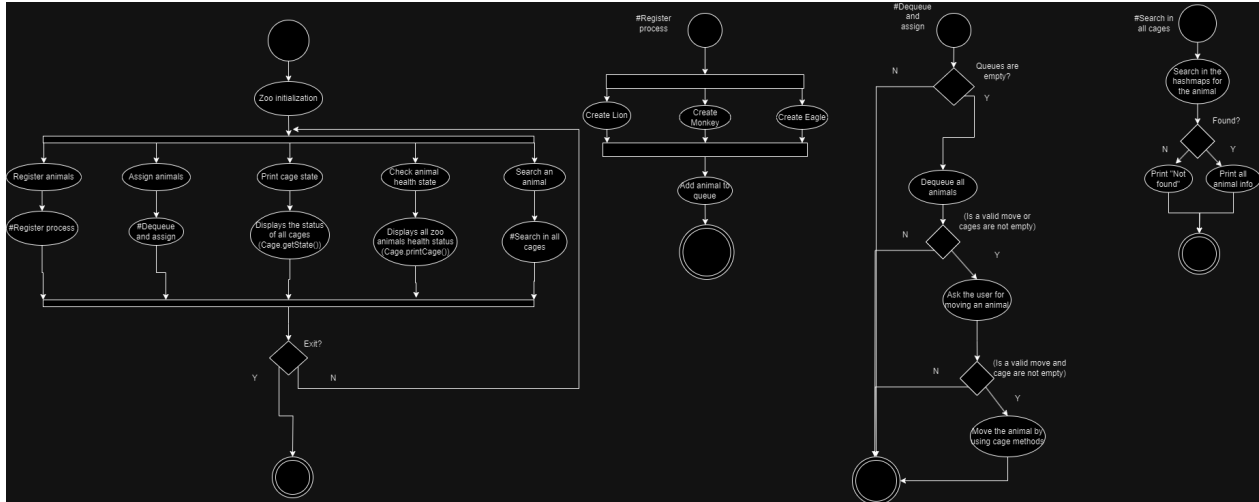 Zoo initialization
Register animals
Assign animals
Print cage state
Check animal
health state
Search an
animal
#Register process
#Dequeue
and assign
Displays the status
of all cages
(Cage.getState())
Displays all zoo
animals health status
(Cage.printCage())
#Search in all
cages
Exit?
Y
N
#Register
process
Create Lion
Create
Monkey
Create Eagle
Add animal to
queue
#Dequeue
and
assign
Queues are
empty?
N
Y
Dequeue all
animals
(Is a valid move or
cages are not empty)
N
Y
Ask the user for
moving an animal
(Is a valid move and
cage are not empty)
N
Y
Move the animal by
using cage methods
#Search in
all cages
Search in the
hashmaps for
the animal
Found?
N
Y
Print "Not
found"
Print all
animal info